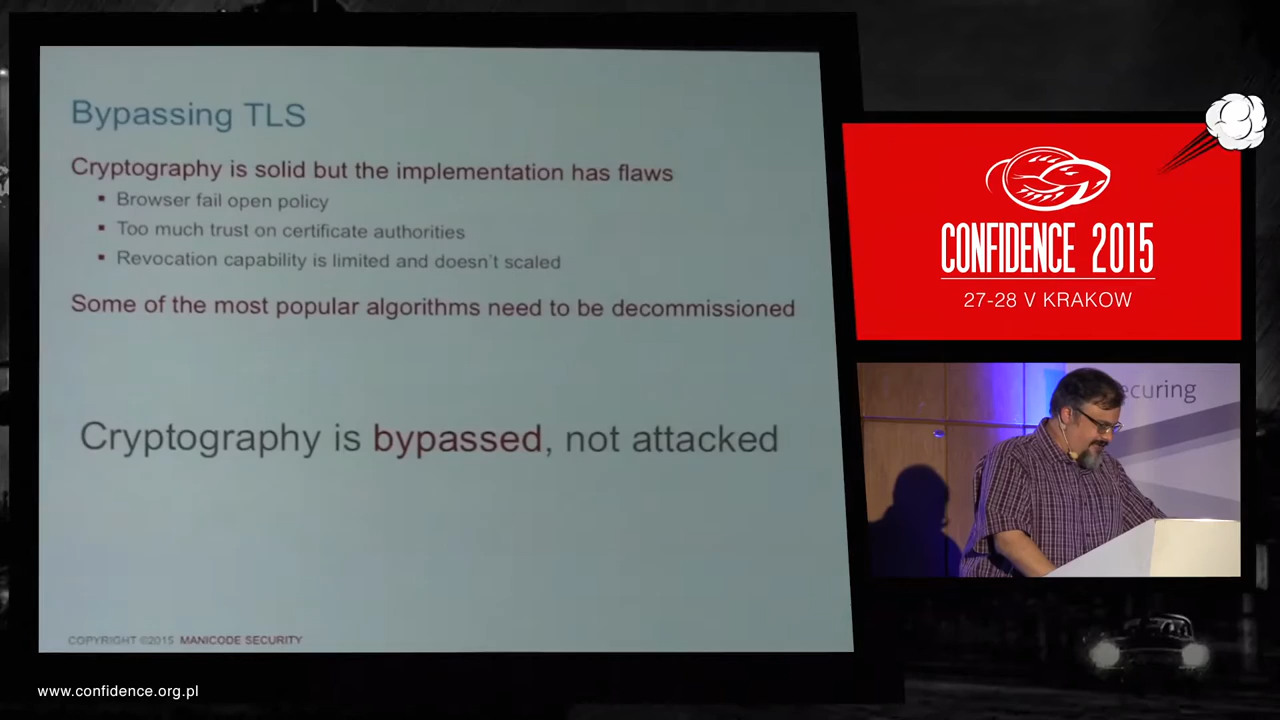 Bypassing TLS
Cryptography is solid but the implementation has flaws
Browser fail open policy
Too much trust on certificate authorities
Revocation capability is limited and doesn't scaled
Some of the most popular algorithms need to be decommissioned
Cryptography is bypassed, not attacked
COPYRIGHT ©2015 MANICODE SECURITY
CONFIDENCE 2015
27-28 V KRAKOW
ecuring
www.confidence.org.pl